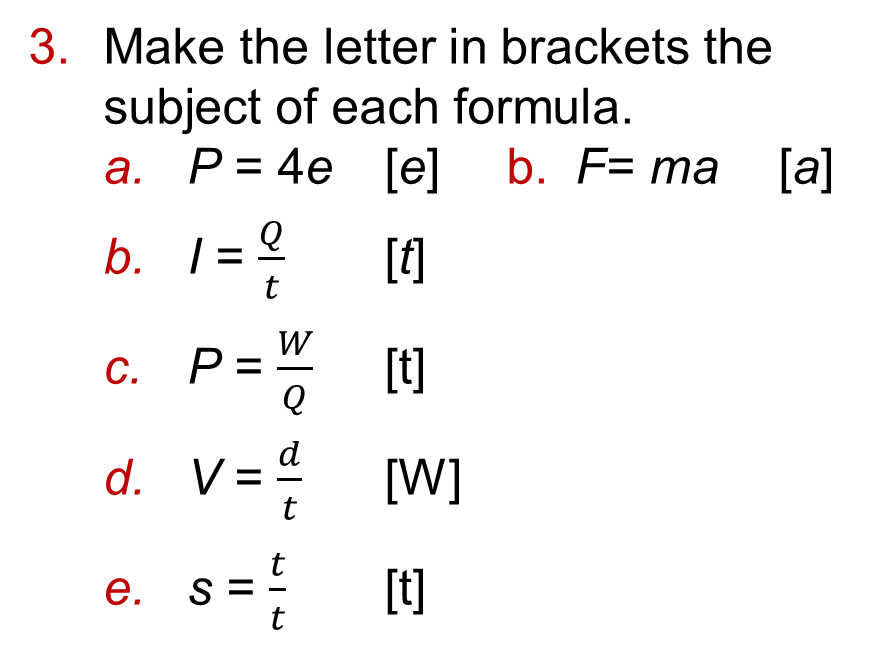 3. Make the letter in brackets the
subject of each formula.
a. P = 4e [e] b. F= ma [a]
b. I = Q/t [t]
c. P = W/Q [t]
d. V = d/t [W]
e. s = t/t [t]